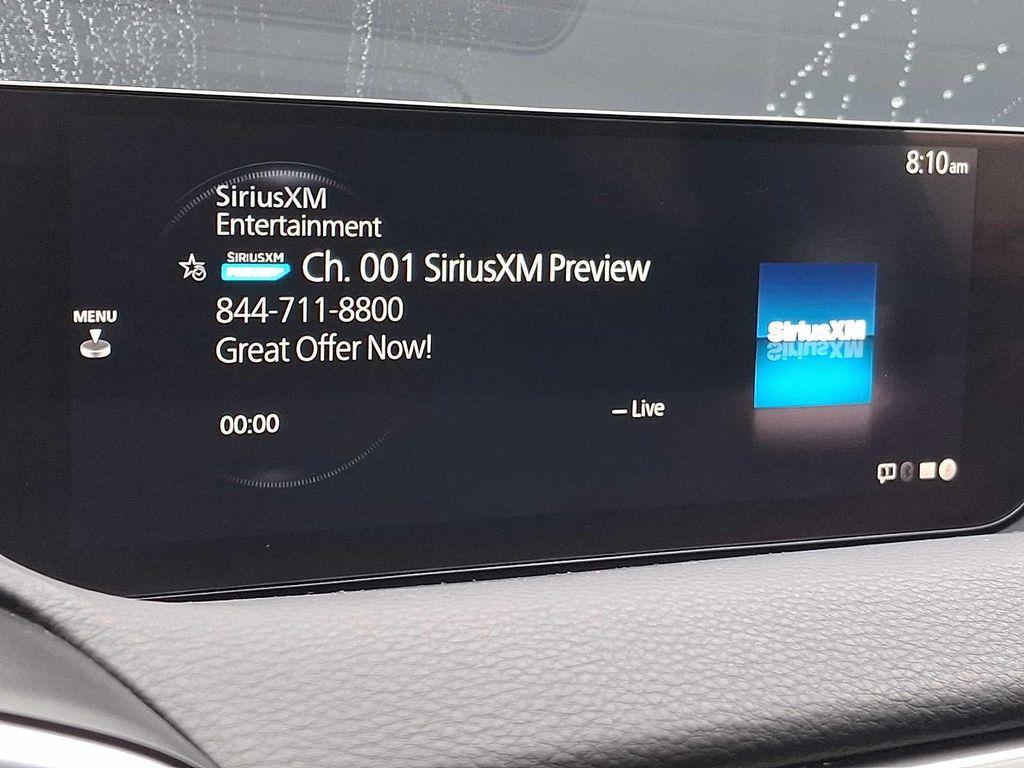 8:10am
SiriusXM
Entertainment
SIRIUSXM
Ch. 001 SiriusXM Preview
MENU
844-711-8800
Great Offer Now!
SiriusXM
00:00
– Live